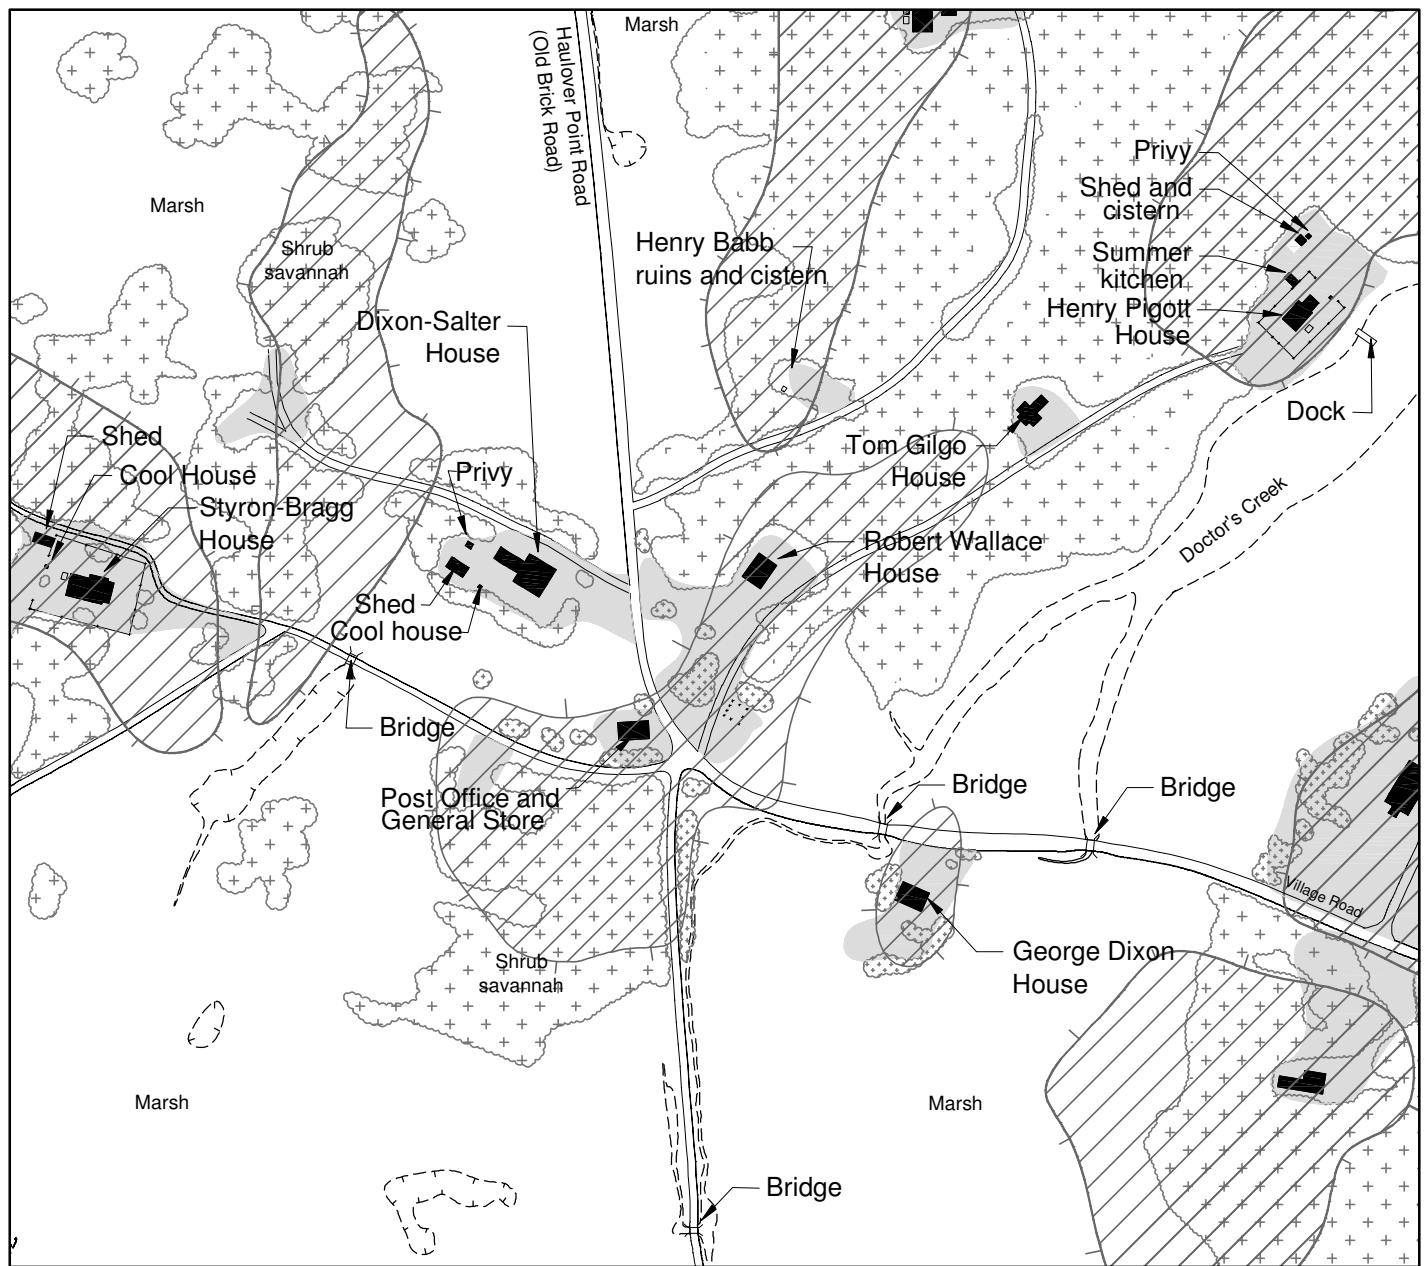 Marsh
Haulover Point Road
(Old Brick Road)
Privy
Shed and
cistern
Marsh
Shrub
savannah
Henry Babb
ruins and cistern
Summer
kitchen
Henry Pigott
House
Dixon-Salter
House
Dock
Shed
Cool House
Styron-Bragg
House
Privy
Tom Gilgo
House
Doctor's Creek
Robert Wallace
House
Shed
Cool house
Bridge
Post Office and
General Store
Bridge
Bridge
Village Road
Shrub
savannah
George Dixon
House
Marsh
Marsh
Bridge